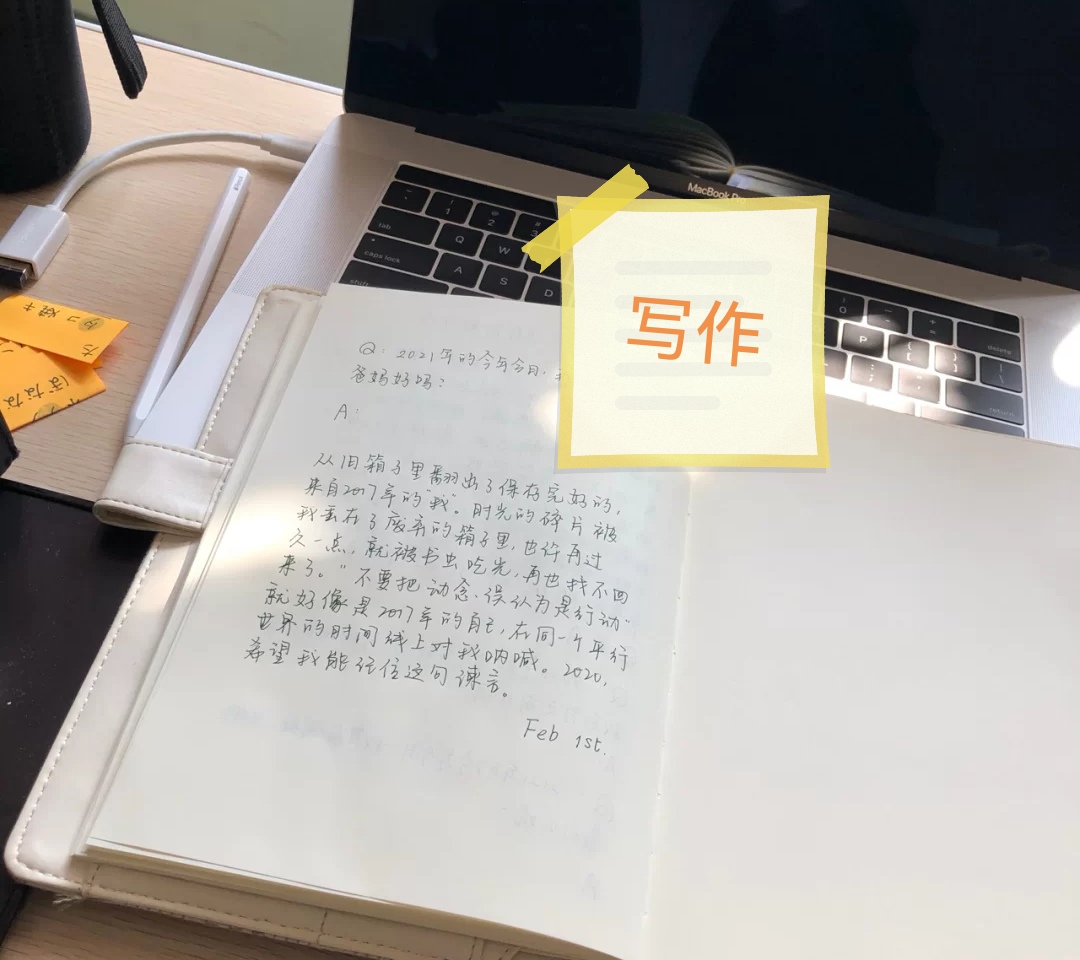 MacBook Pro
写作
tab
Q
W
caps lock
A
S
D
shift
P
delete
return
Q: 2021年的今年今日,
爸妈好吗?
A:
从旧箱子里翻出了保存完好的,
来自2017年的"我"。时光的碎片被
我丢在了废弃的箱子里,也许再过
久一点,就被书虫吃光,再也找不回
来了。"不要把动念,误认为是行动"
就好像是2017年的自己,在同一个平行
世界的时间线上对我呐喊。2020,
希望我能记住这句谏言。
Feb 1st.